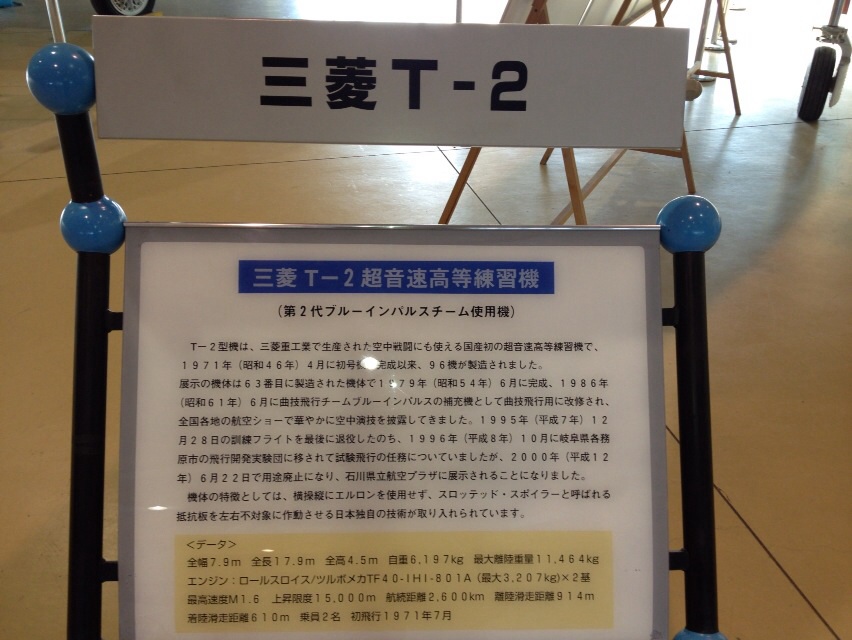 三菱T-2
三菱T-2超音速高等練習機
(第2代ブルーインパルスチーム使用機)
T-2型機は、三菱重工業で生産された空中戦闘にも使える国産初の超音速高等練習機で、
1971年(昭和46年)4月に初号機 完成以来、96機が製造されました。
展示の機体は63番目に製造された機体で1979年(昭和54年)6月に完成、1986年
(昭和61年)6月に曲技飛行チームブルーインパルスの補充機として曲技飛行用に改修され、
全国各地の航空ショーで華やかに空中演技を披露してきました。1995年(平成7年)12
月28日の訓練フライトを最後に退役したのち、1996年(平成8年)10月に岐阜県各務
原市の飛行開発実験団に移されて試験飛行の任務についていましたが、2000年(平成12
年)6月22日で用途廃止になり、石川県立航空プラザに展示されることになりました。
機体の特徴としては、横操縦にエルロンを使用せず、スロッテッド・スポイラーと呼ばれる
抵抗板を左右不対象に作動させる日本独自の技術が取り入れられています。
<データ>
全幅7.9m 全長17.9m 全高4.5m 自重6,197kg 最大離陸重量11,464kg
エンジン:ロールスロイス/ツルボメカTF40-IHI-801A(最大3,207kg)×2基
最高速度M1.6 上昇限度15,000m 航続距離2,600km 離陸滑走距離914m
着陸滑走距離610m 乗員2名 初飛行1971年7月